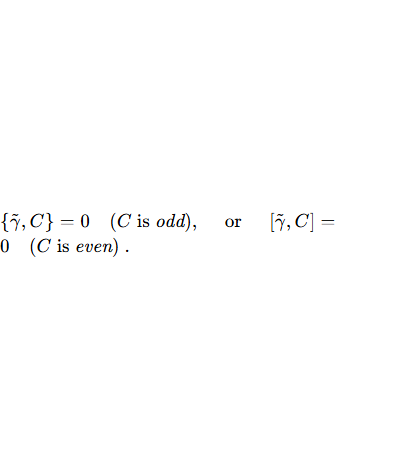 {γ̃, C} = 0 (C is odd), or [γ̃, C] =
0 (C is even) .